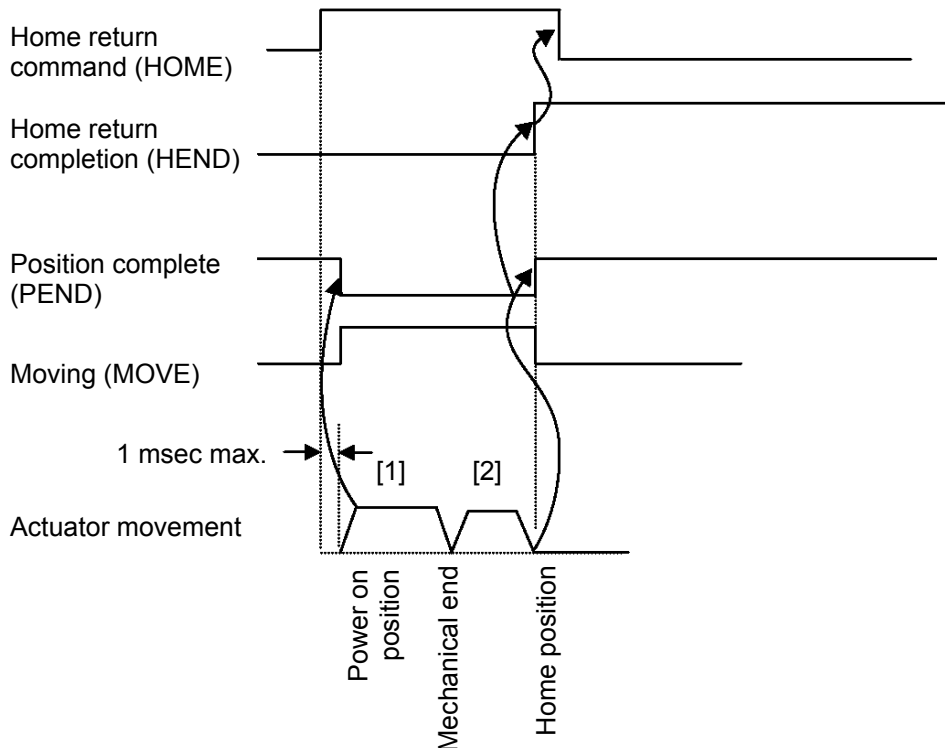 Home return
command (HOME)
Home return
completion (HEND)
Position complete
(PEND)
Moving (MOVE)
1 msec max.
[1]
[2]
Actuator movement
Power on
position
Mechanical end
Home position